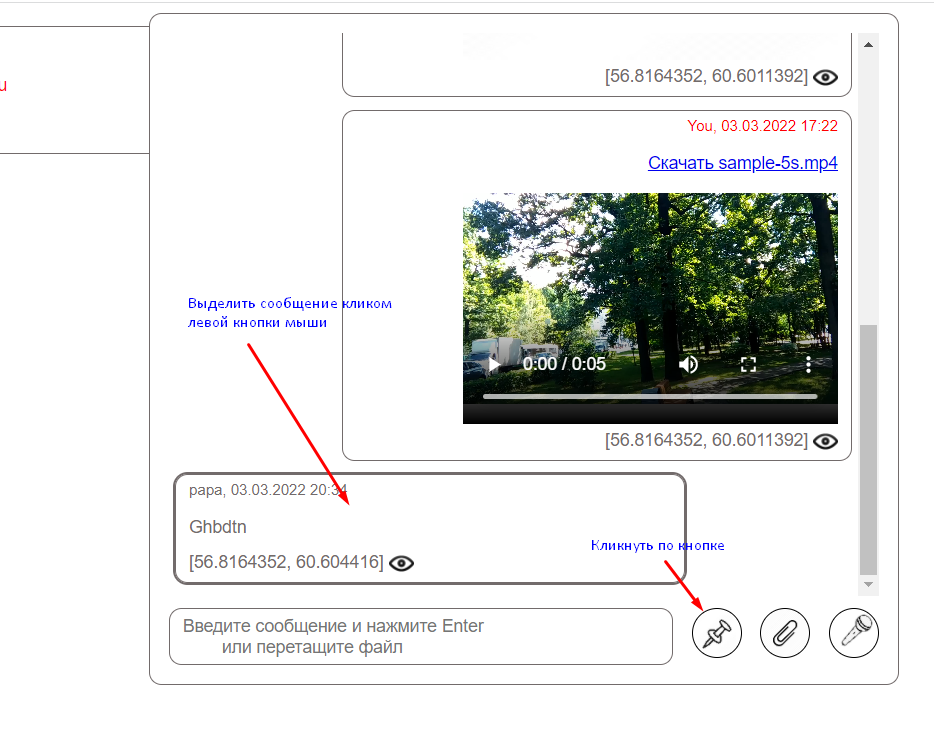 u
[56.8164352, 60.6011392]
You, 03.03.2022 17:22
Скачать sample-5s.mp4
Выделить сообщение кликом
левой кнопки мыши
0:00 / 0:05
[56.8164352, 60.6011392]
papa, 03.03.2022 20:34
Ghbdtn
[56.8164352, 60.604416]
Кликнуть по кнопке
Введите сообщение и нажмите Enter
или перетащите файл